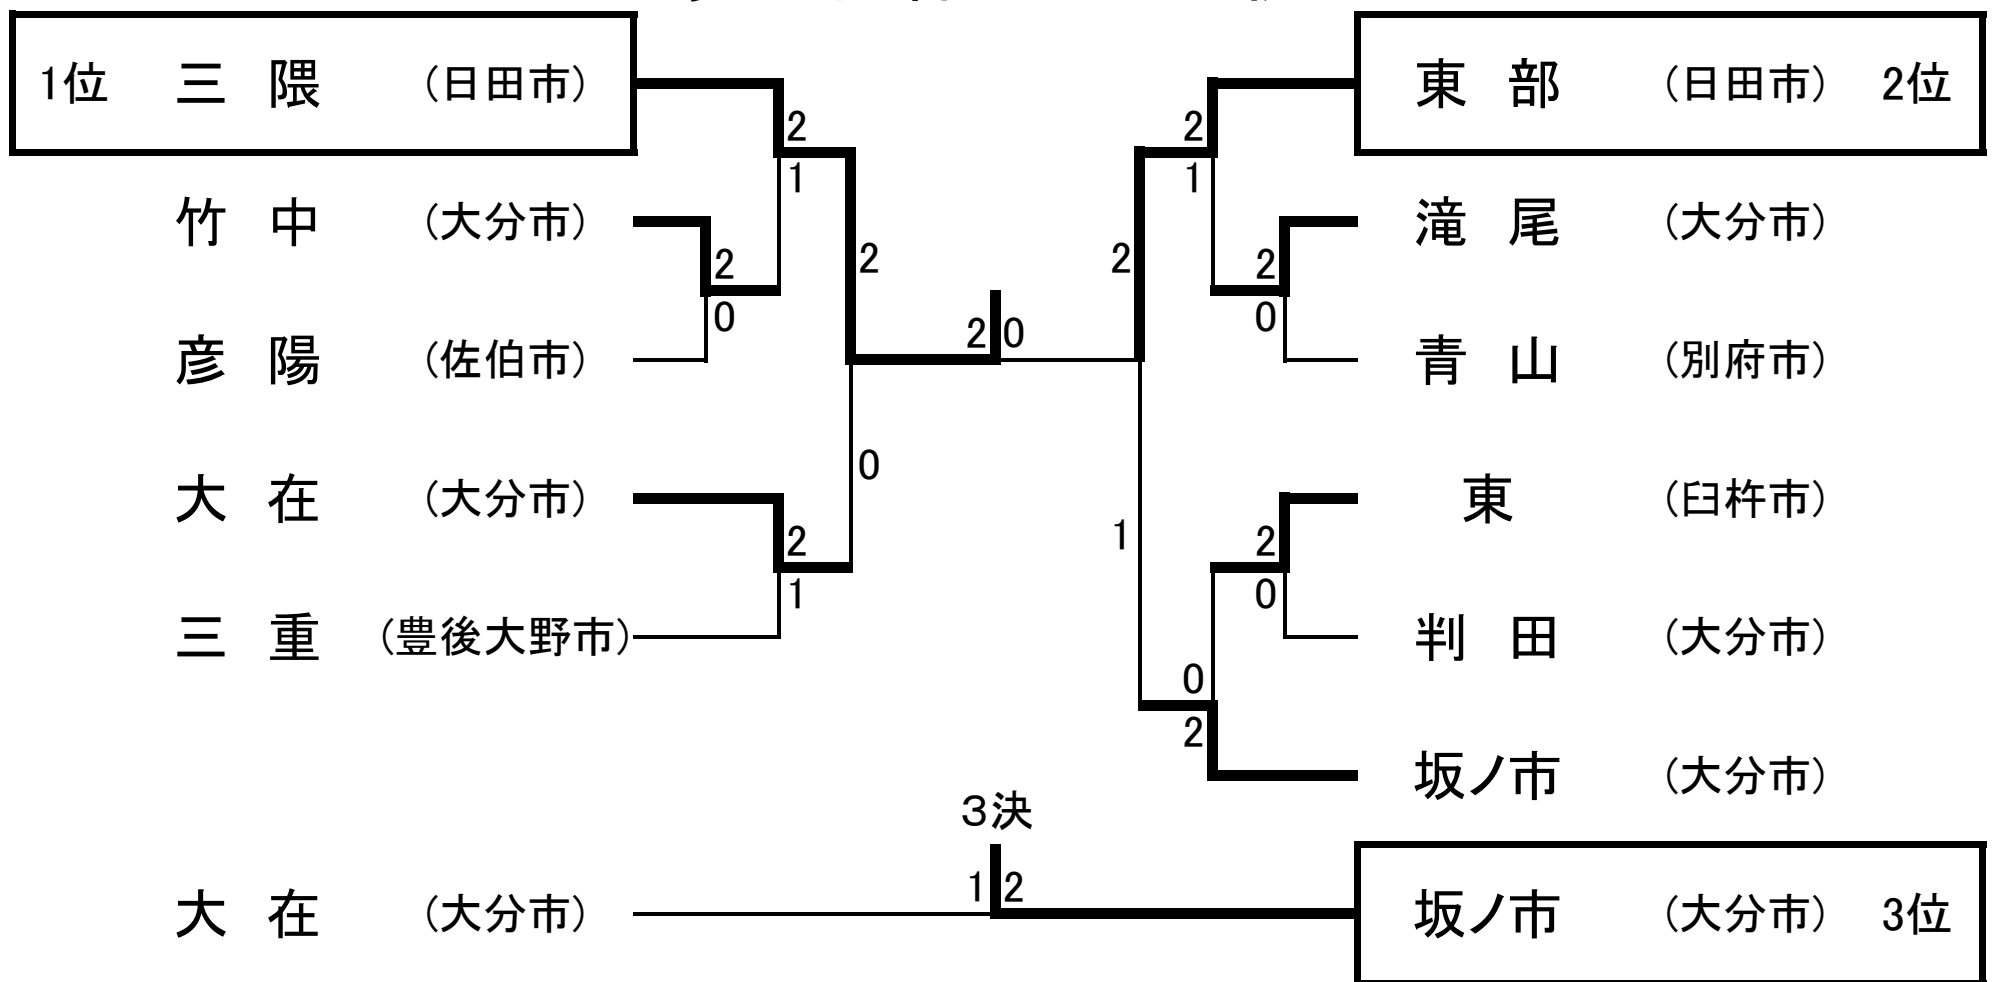 1位 三 隈 （日田市） 東 部 （日田市） 2位
2 2
1 1
竹 中 （大分市） 滝 尾 （大分市）
2 2 2 2
0 0
2 0
彦 陽 （佐伯市） 青 山 （別府市）
0
大 在 （大分市） 東 （臼杵市）
2 1 2
1 0
三 重 （豊後大野市） 判 田 （大分市）
0
2
坂ノ市 （大分市）
３決
1 2
大 在 （大分市） 坂ノ市 （大分市） 3位